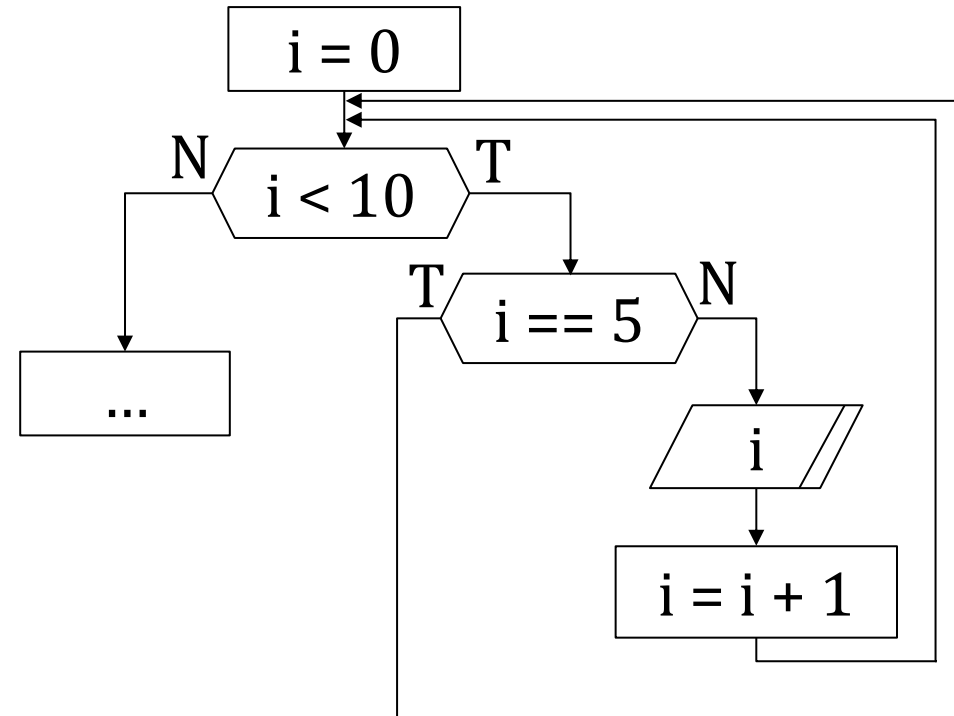 i = 0
N
T
i < 10
T
N
i == 5
...
i
i = i + 1